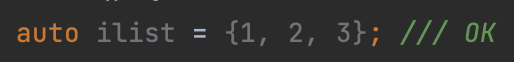 auto ilist = {1, 2, 3}; /// OK